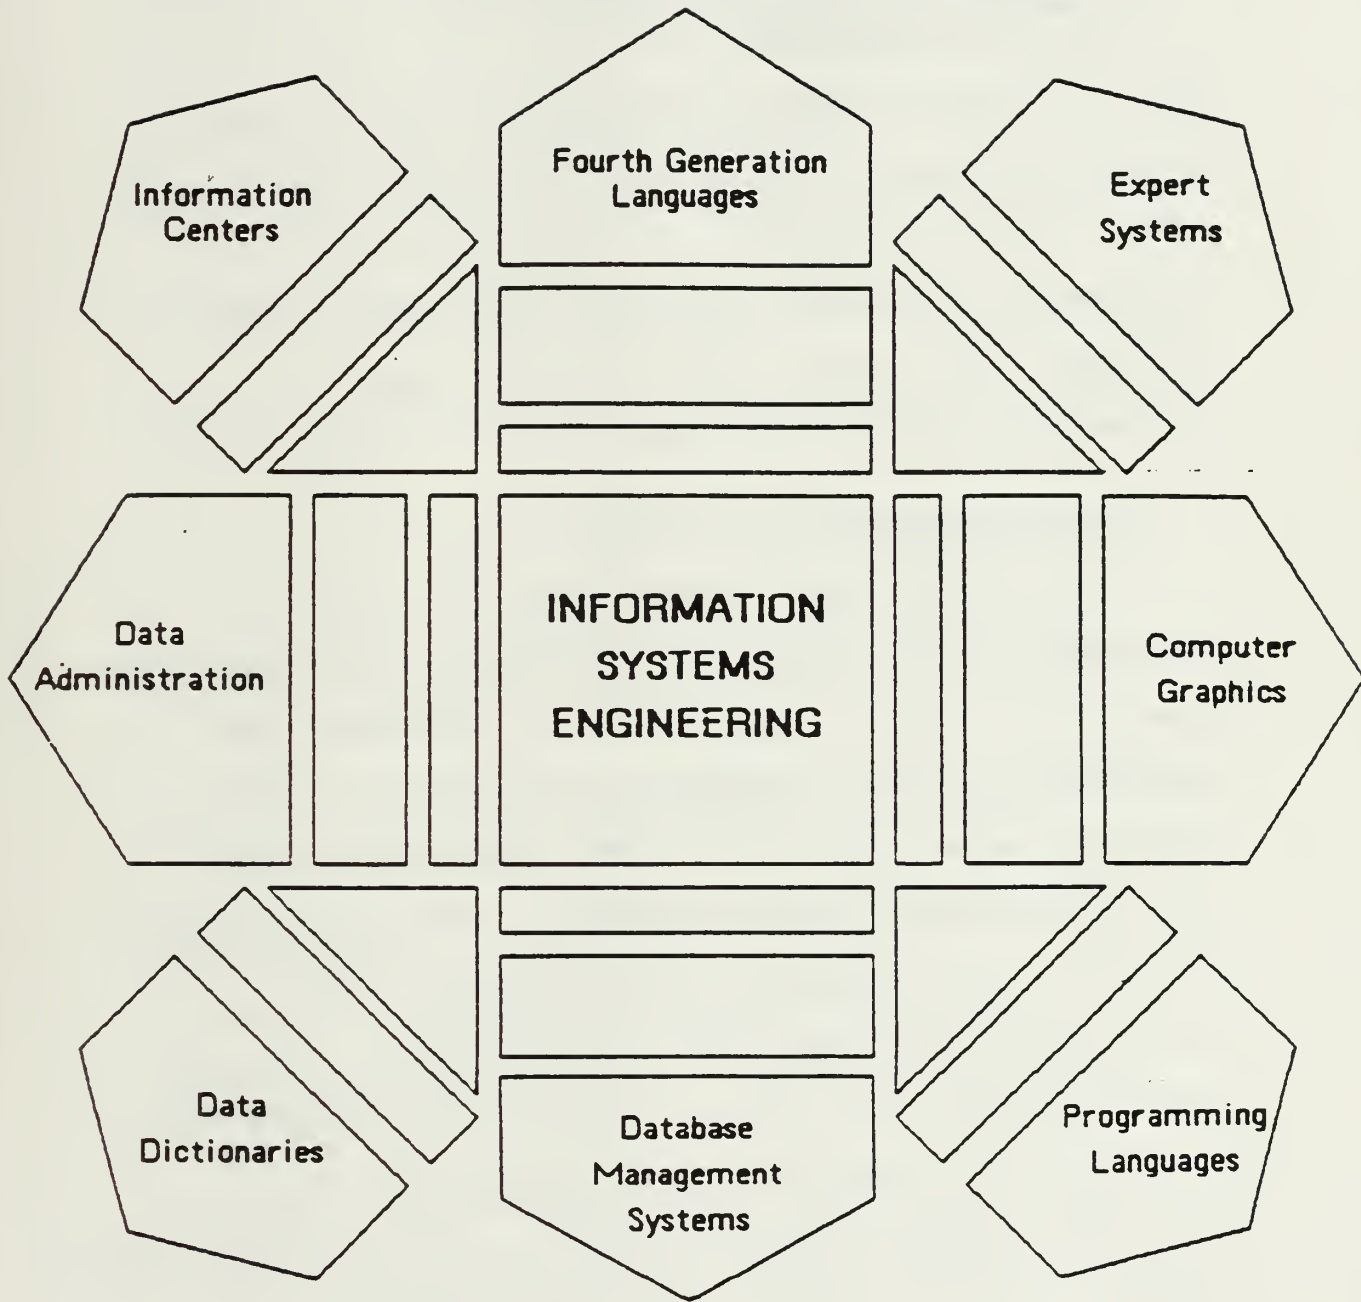 Fourth Generation
Languages
Information
Centers
Expert
Systems
Data
Administration
INFORMATION
SYSTEMS
ENGINEERING
Computer
Graphics
Data
Dictionaries
Database
Management
Systems
Programming
Languages